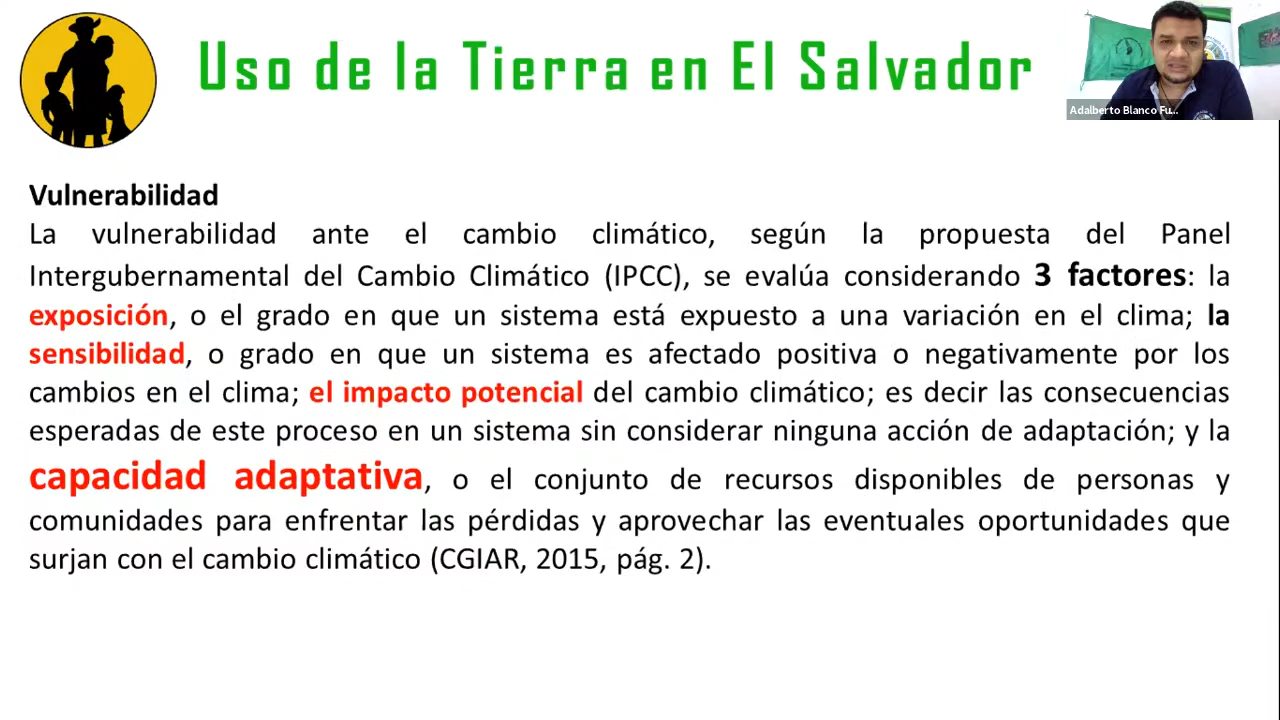 Uso de la Tierra en El Salvador
Adalberto Blanco Fu...
Vulnerabilidad
La vulnerabilidad ante el cambio climático, según la propuesta del Panel
Intergubernamental del Cambio Climático (IPCC), se evalúa considerando 3 factores: la
exposición, o el grado en que un sistema está expuesto a una variación en el clima; la
sensibilidad, o grado en que un sistema es afectado positiva o negativamente por los
cambios en el clima; el impacto potencial del cambio climático; es decir las consecuencias
esperadas de este proceso en un sistema sin considerar ninguna acción de adaptación; y la
capacidad adaptativa, o el conjunto de recursos disponibles de personas y
comunidades para enfrentar las pérdidas y aprovechar las eventuales oportunidades que
surjan con el cambio climático (CGIAR, 2015, pág. 2).